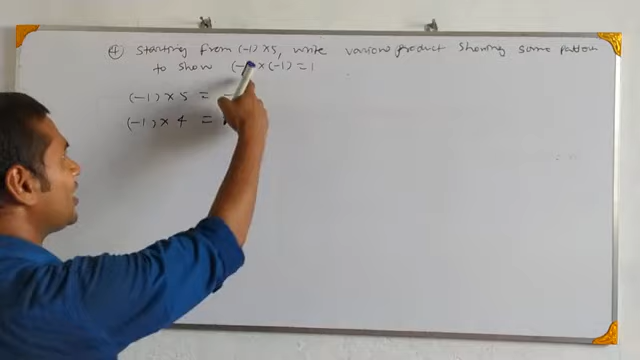 ④ Starting from (-1) × 5, write various product showing some pattern
to show (- × (-1) = 1
(-1) × 5 = -
(-1) × 4 =